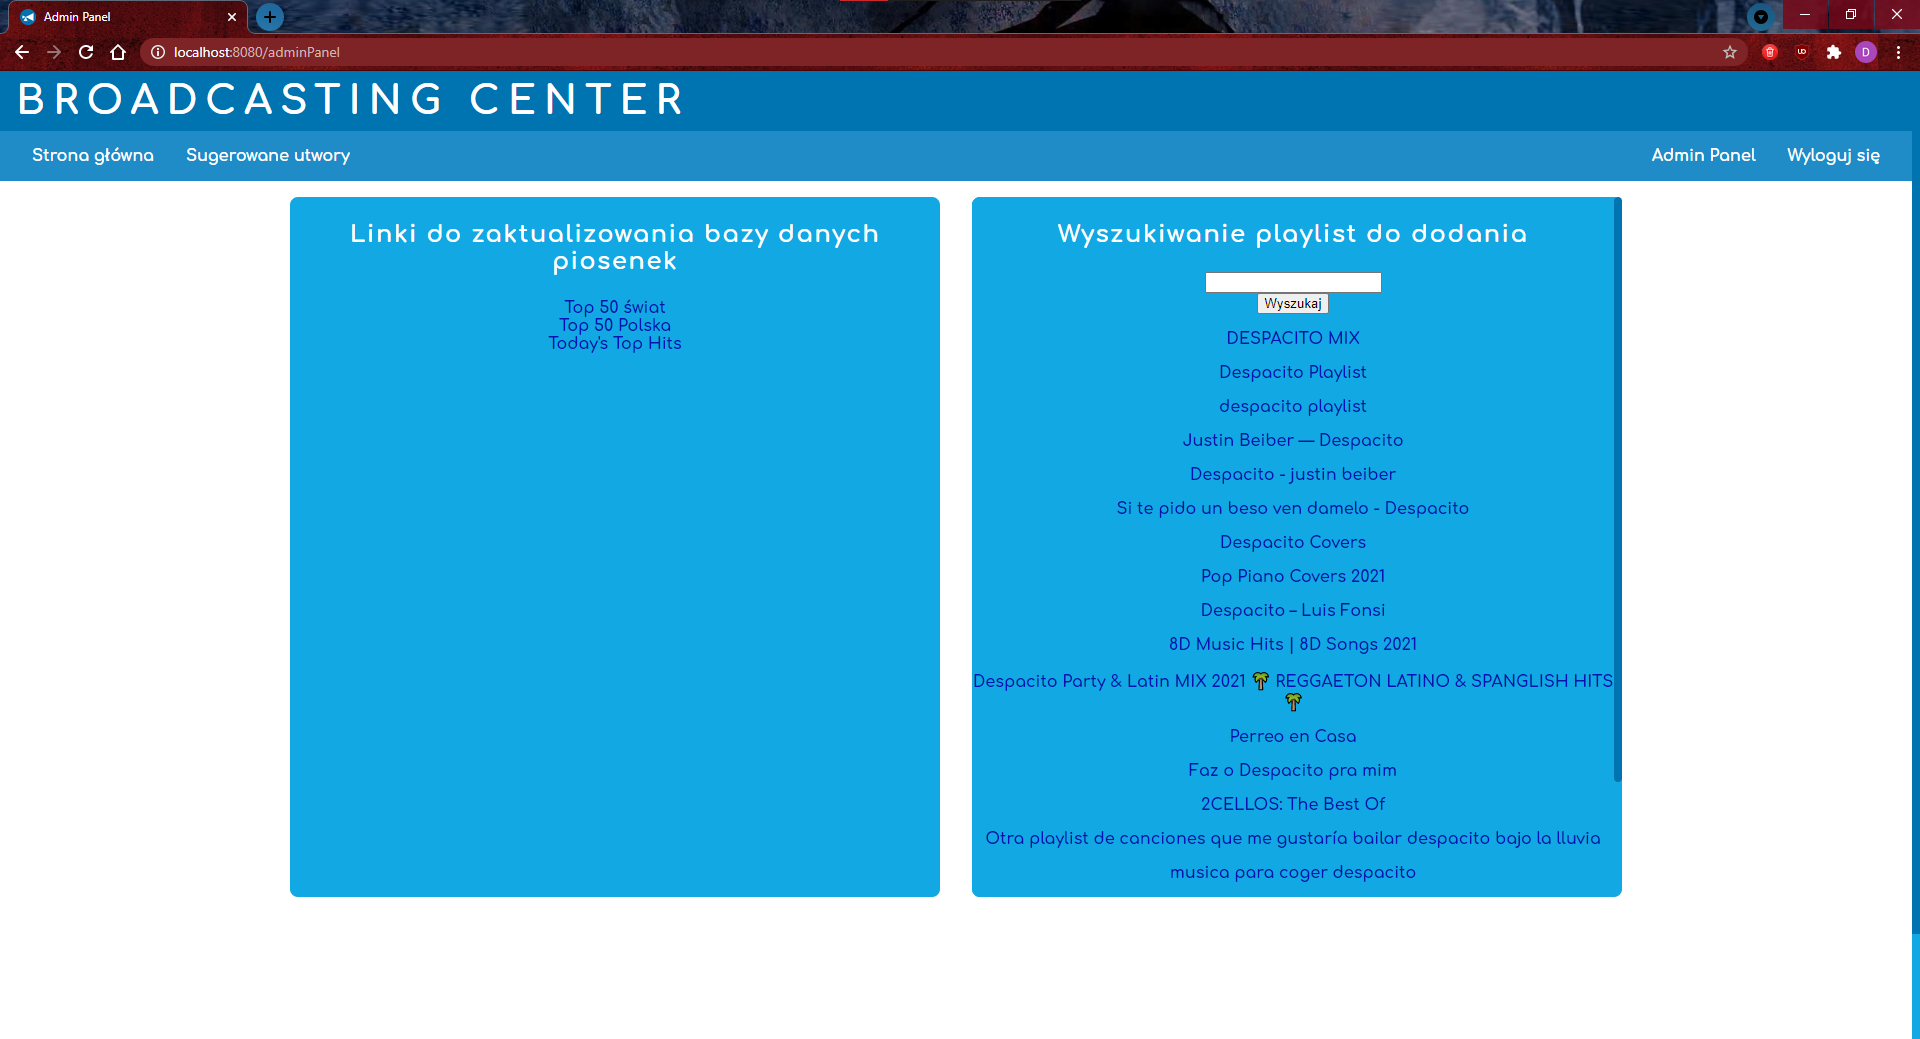 Admin Panel
localhost:8080/adminPanel
D
BROADCASTING CENTER
Strona główna
Sugerowane utwory
Admin Panel
Wyloguj się
Linki do zaktualizowania bazy danych
piosenek
Top 50 świat
Top 50 Polska
Today's Top Hits
Wyszukiwanie playlist do dodania
Wyszukaj
DESPACITO MIX
Despacito Playlist
despacito playlist
Justin Beiber — Despacito
Despacito - justin beiber
Si te pido un beso ven damelo - Despacito
Despacito Covers
Pop Piano Covers 2021
Despacito – Luis Fonsi
8D Music Hits | 8D Songs 2021
Despacito Party & Latin MIX 2021 🌴 REGGAETON LATINO & SPANGLISH HITS
🌴
Perreo en Casa
Faz o Despacito pra mim
2CELLOS: The Best Of
Otra playlist de canciones que me gustaría bailar despacito bajo la lluvia
musica para coger despacito